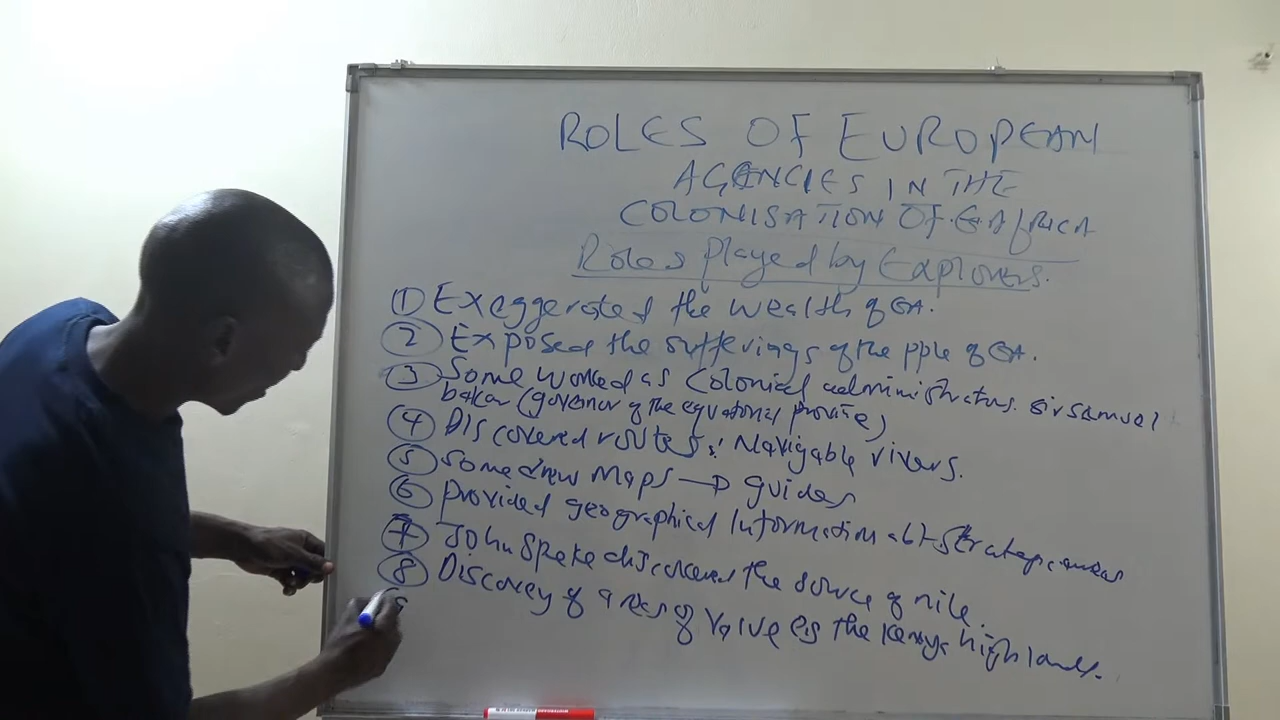 ROLES OF EUROPEAN
AGENCIES IN THE
COLONISATION OF E.AfRICA
Roles played by Explorers.
① Exaggerated the wealth of EA.
② Exposed the sufferings of the pple of EA.
③ Some worked as colonial administrators. sir samuel
baker (governor of the equatorial province)
④ Discovered routes: Navigable rivers.
⑤ Some drew maps → guides
⑥ provided geographical Information abt strategic areas
⑦ John Speke discovered the source of nile.
⑧ Discovery of areas of value eg the kenya highlands.